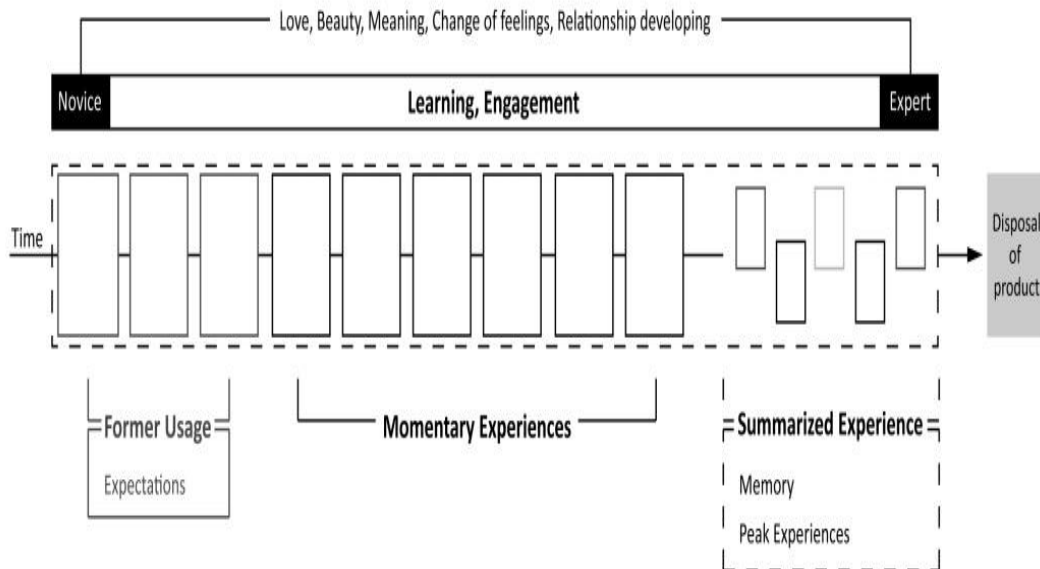 Love, Beauty, Meaning, Change of feelings, Relationship developing
Novice
Learning, Engagement
Expert
Time
Disposal
of
product
Former Usage
Expectations
Momentary Experiences
Summarized Experience
Memory
Peak Experiences